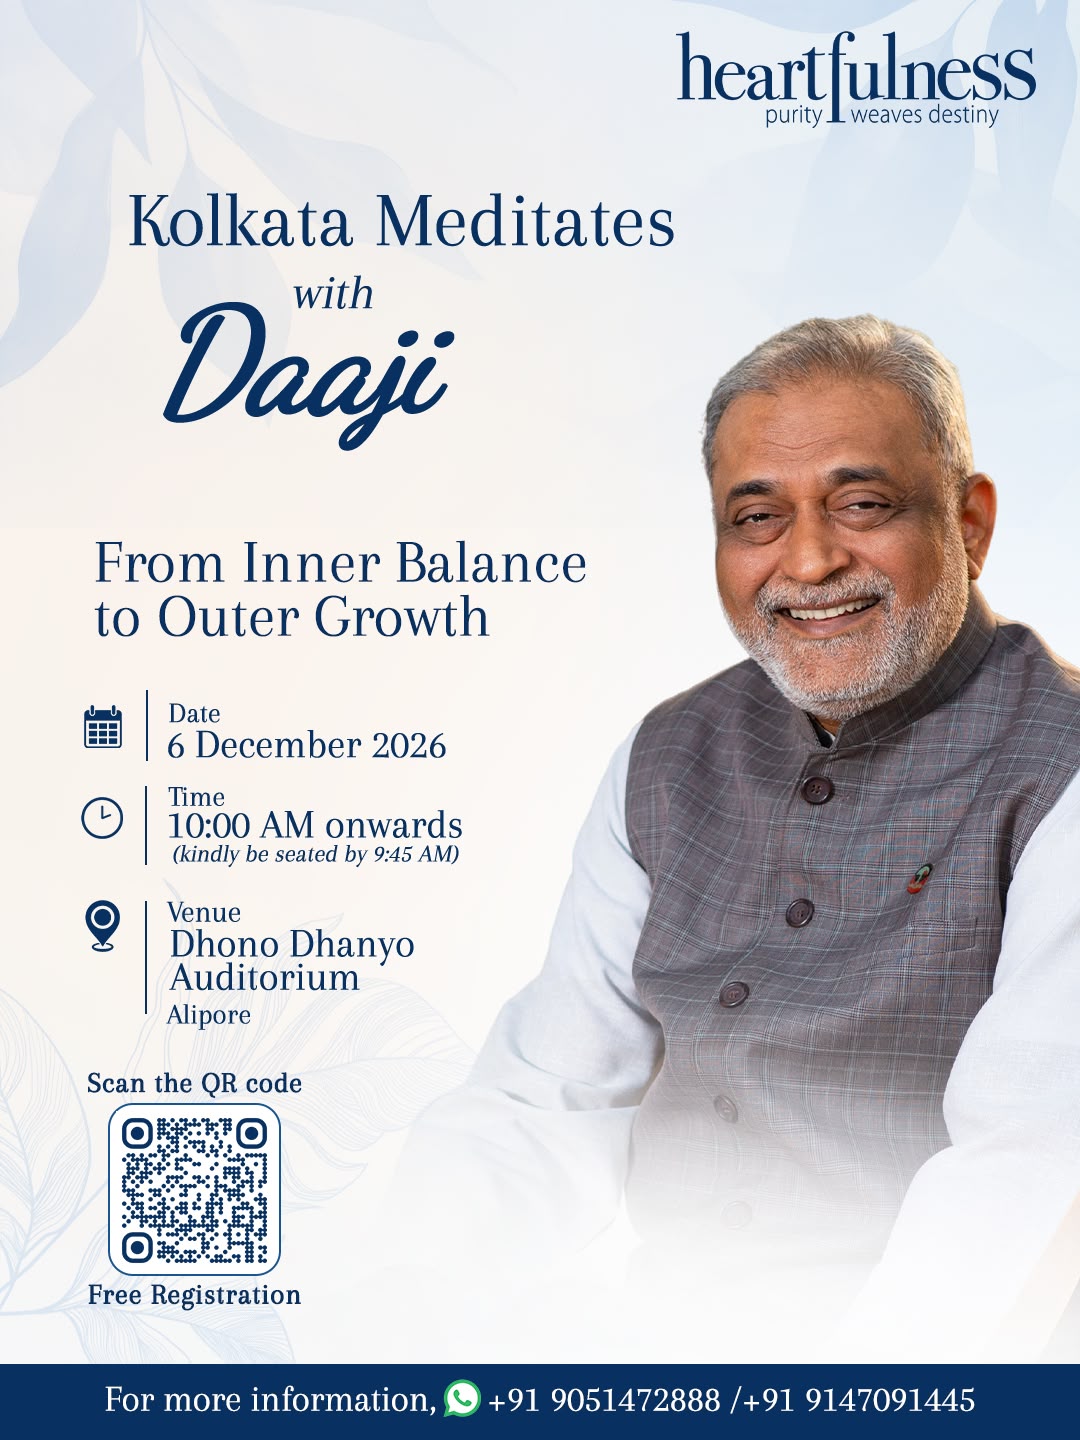 heartfulness
purity weaves destiny
Kolkata Meditates
with
Daaji
From Inner Balance
to Outer Growth
Date
6 December 2026
Time
10:00 AM onwards
(kindly be seated by 9:45 AM)
Venue
Dhono Dhanyo
Auditorium
Alipore
Scan the QR code
Free Registration
For more information, +91 9051472888 /+91 9147091445